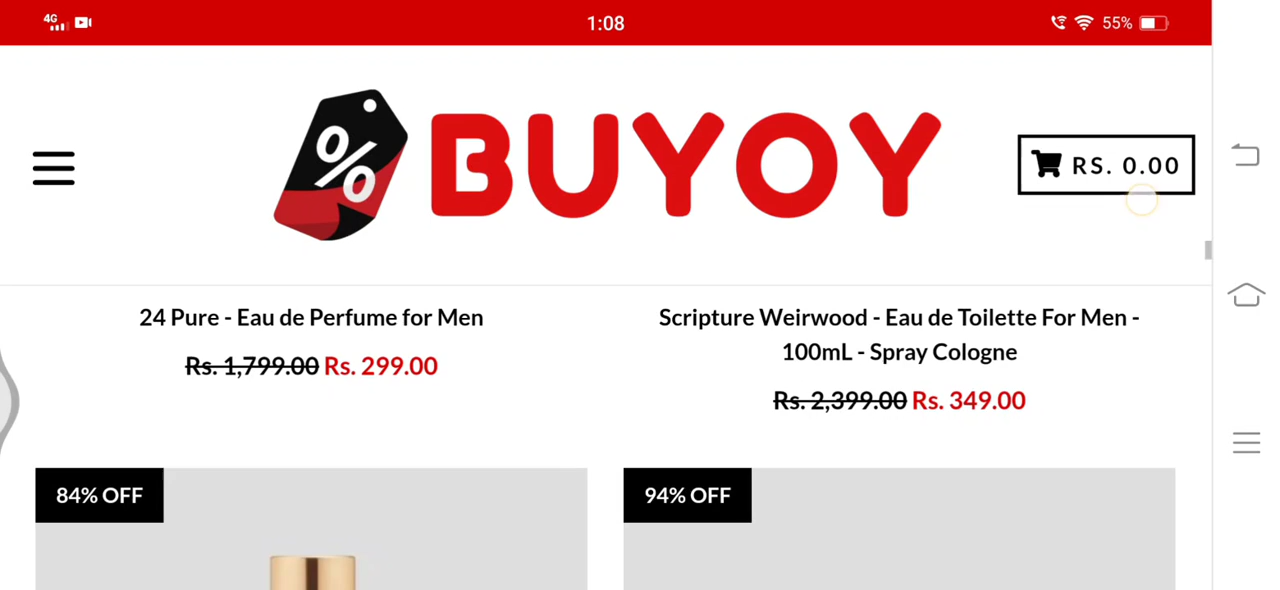 4G
1:08
55%
%
BUYOY
RS. 0.00
24 Pure - Eau de Perfume for Men
Rs. 1,799.00 Rs. 299.00
Scripture Weirwood - Eau de Toilette For Men -
100mL - Spray Cologne
Rs. 2,399.00 Rs. 349.00
84% OFF
94% OFF